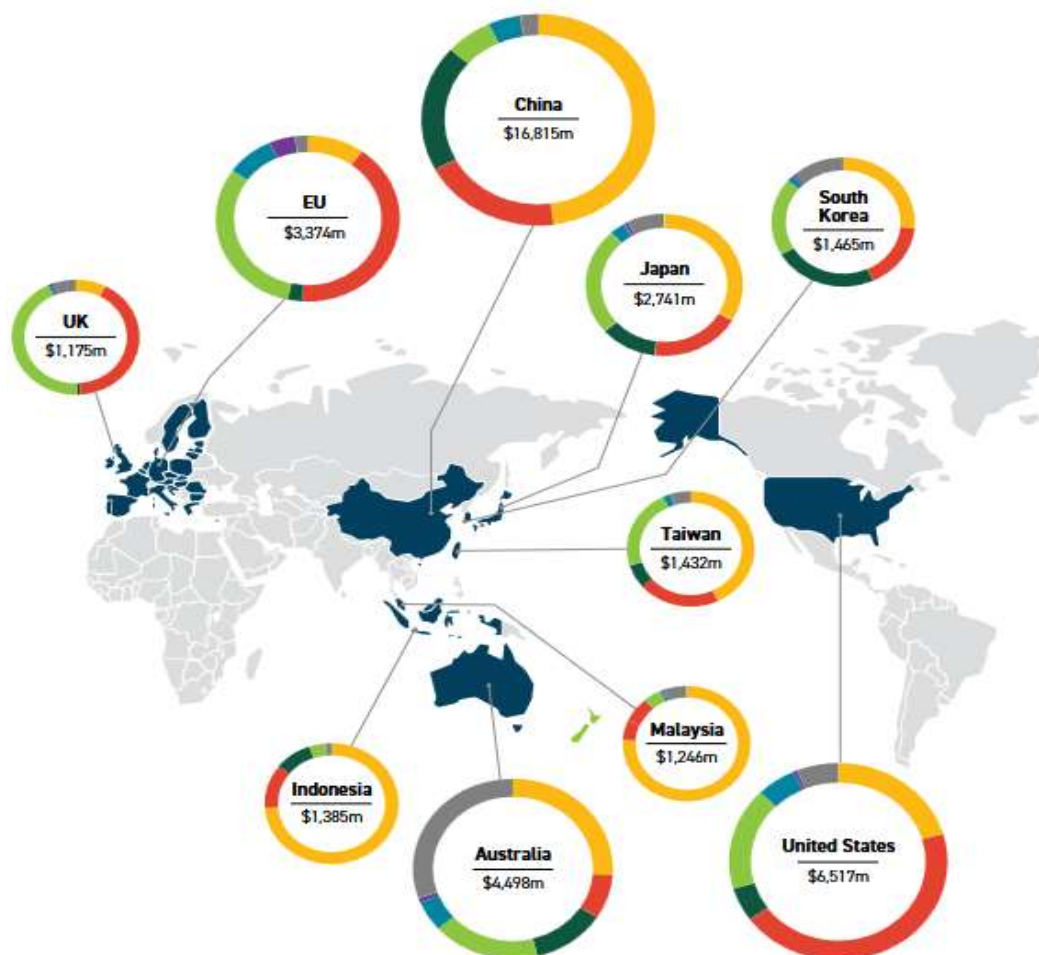 China
$16,815m
EU
$3,374m
South
Korea
$1,465m
Japan
$2,741m
UK
$1,175m
Taiwan
$1,432m
Malaysia
$1,246m
Indonesia
$1,385m
Australia
$4,498m
United States
$6,517m